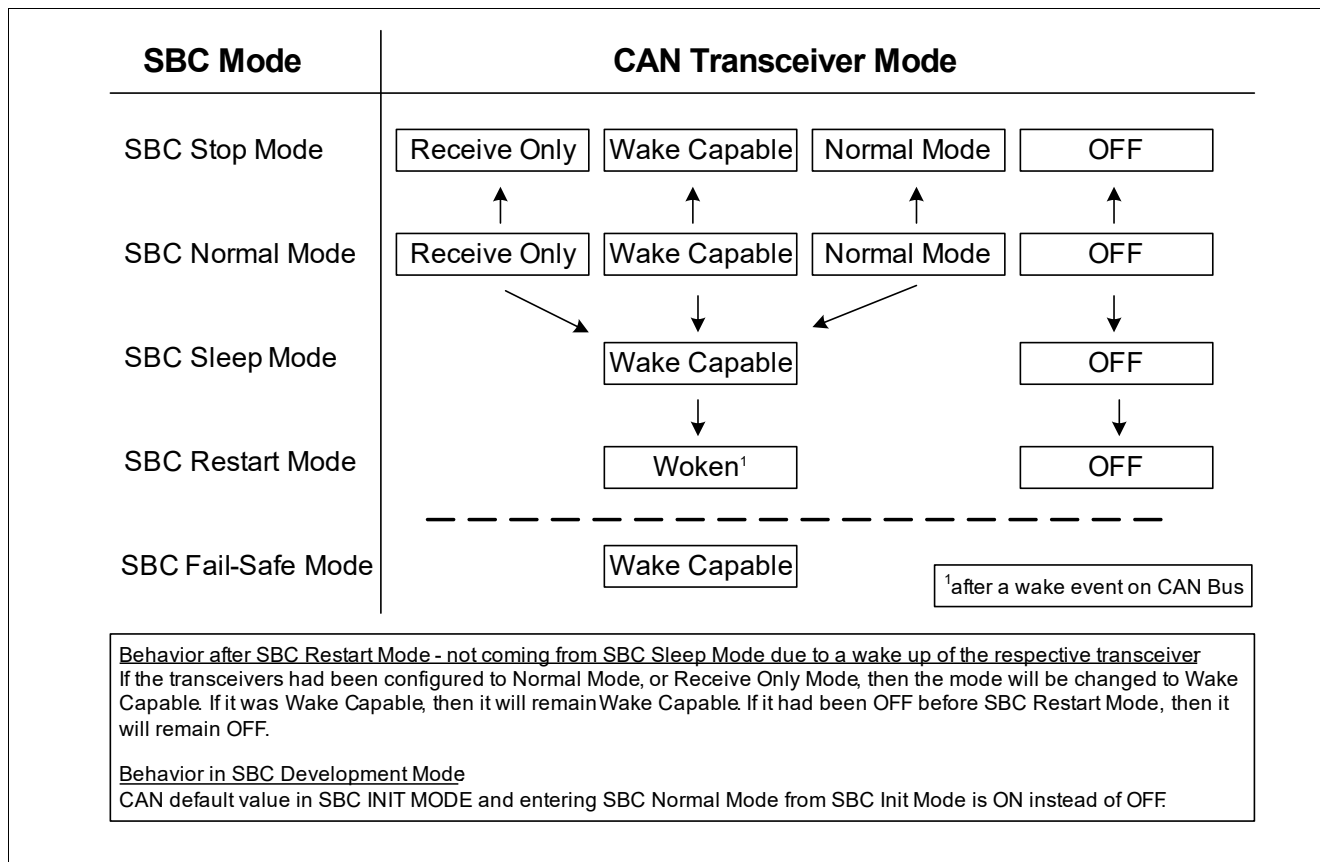 SBC Mode CAN Transceiver Mode
SBC Stop Mode Receive Only Wake Capable Normal Mode OFF
SBC Normal Mode Receive Only Wake Capable Normal Mode OFF
SBC Sleep Mode Wake Capable OFF
SBC Restart Mode Woken¹ OFF
SBC Fail-Safe Mode Wake Capable
¹after a wake event on CAN Bus
Behavior after SBC Restart Mode - not coming from SBC Sleep Mode due to a wake up of the respective transceiver
If the transceivers had been configured to Normal Mode, or Receive Only Mode, then the mode will be changed to Wake
Capable. If it was Wake Capable, then it will remain Wake Capable. If it had been OFF before SBC Restart Mode, then it
will remain OFF.
Behavior in SBC Development Mode
CAN default value in SBC INIT MODE and entering SBC Normal Mode from SBC Init Mode is ON instead of OFF.